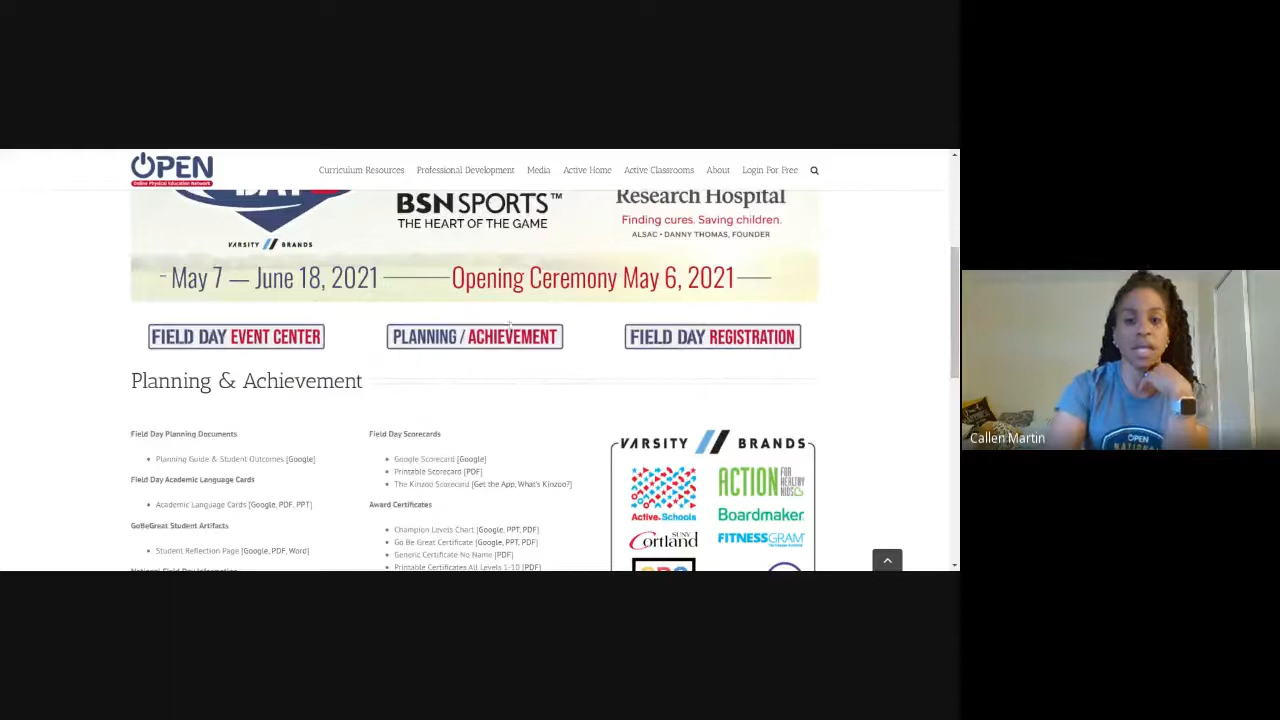 OPEN
Online Physical Education Network
Curriculum Resources Professional Development Media Active Home Active Classrooms About Login For Free
BSN SPORTS™
THE HEART OF THE GAME
Research Hospital
Finding cures. Saving children.
ALSAC • DANNY THOMAS, FOUNDER
VARSITY BRANDS
May 7 — June 18, 2021 Opening Ceremony May 6, 2021
FIELD DAY EVENT CENTER
PLANNING / ACHIEVEMENT
FIELD DAY REGISTRATION
Planning & Achievement
Field Day Planning Documents
• Planning Guide & Student Outcomes [Google]
Field Day Academic Language Cards
• Academic Language Cards [Google, PDF, PPT]
GoBeGreat Student Artifacts
• Student Reflection Page [Google, PDF, Word]
National Field Day Information
Field Day Scorecards
• Google Scorecard [Google]
• Printable Scorecard [PDF]
• The Kinzoo Scorecard [Get the App, What's Kinzoo?]
Award Certificates
• Champion Levels Chart [Google, PPT, PDF]
• Go Be Great Certificate [Google, PPT, PDF]
• Generic Certificate No Name [PDF]
• Printable Certificates All Levels 1-10 [PDF]
VARSITY BRANDS
Active Schools
ACTION FOR HEALTHY KIDS
Boardmaker
SUNY Cortland
FITNESSGRAM
OPEN
NATIONAL
Callen Martin